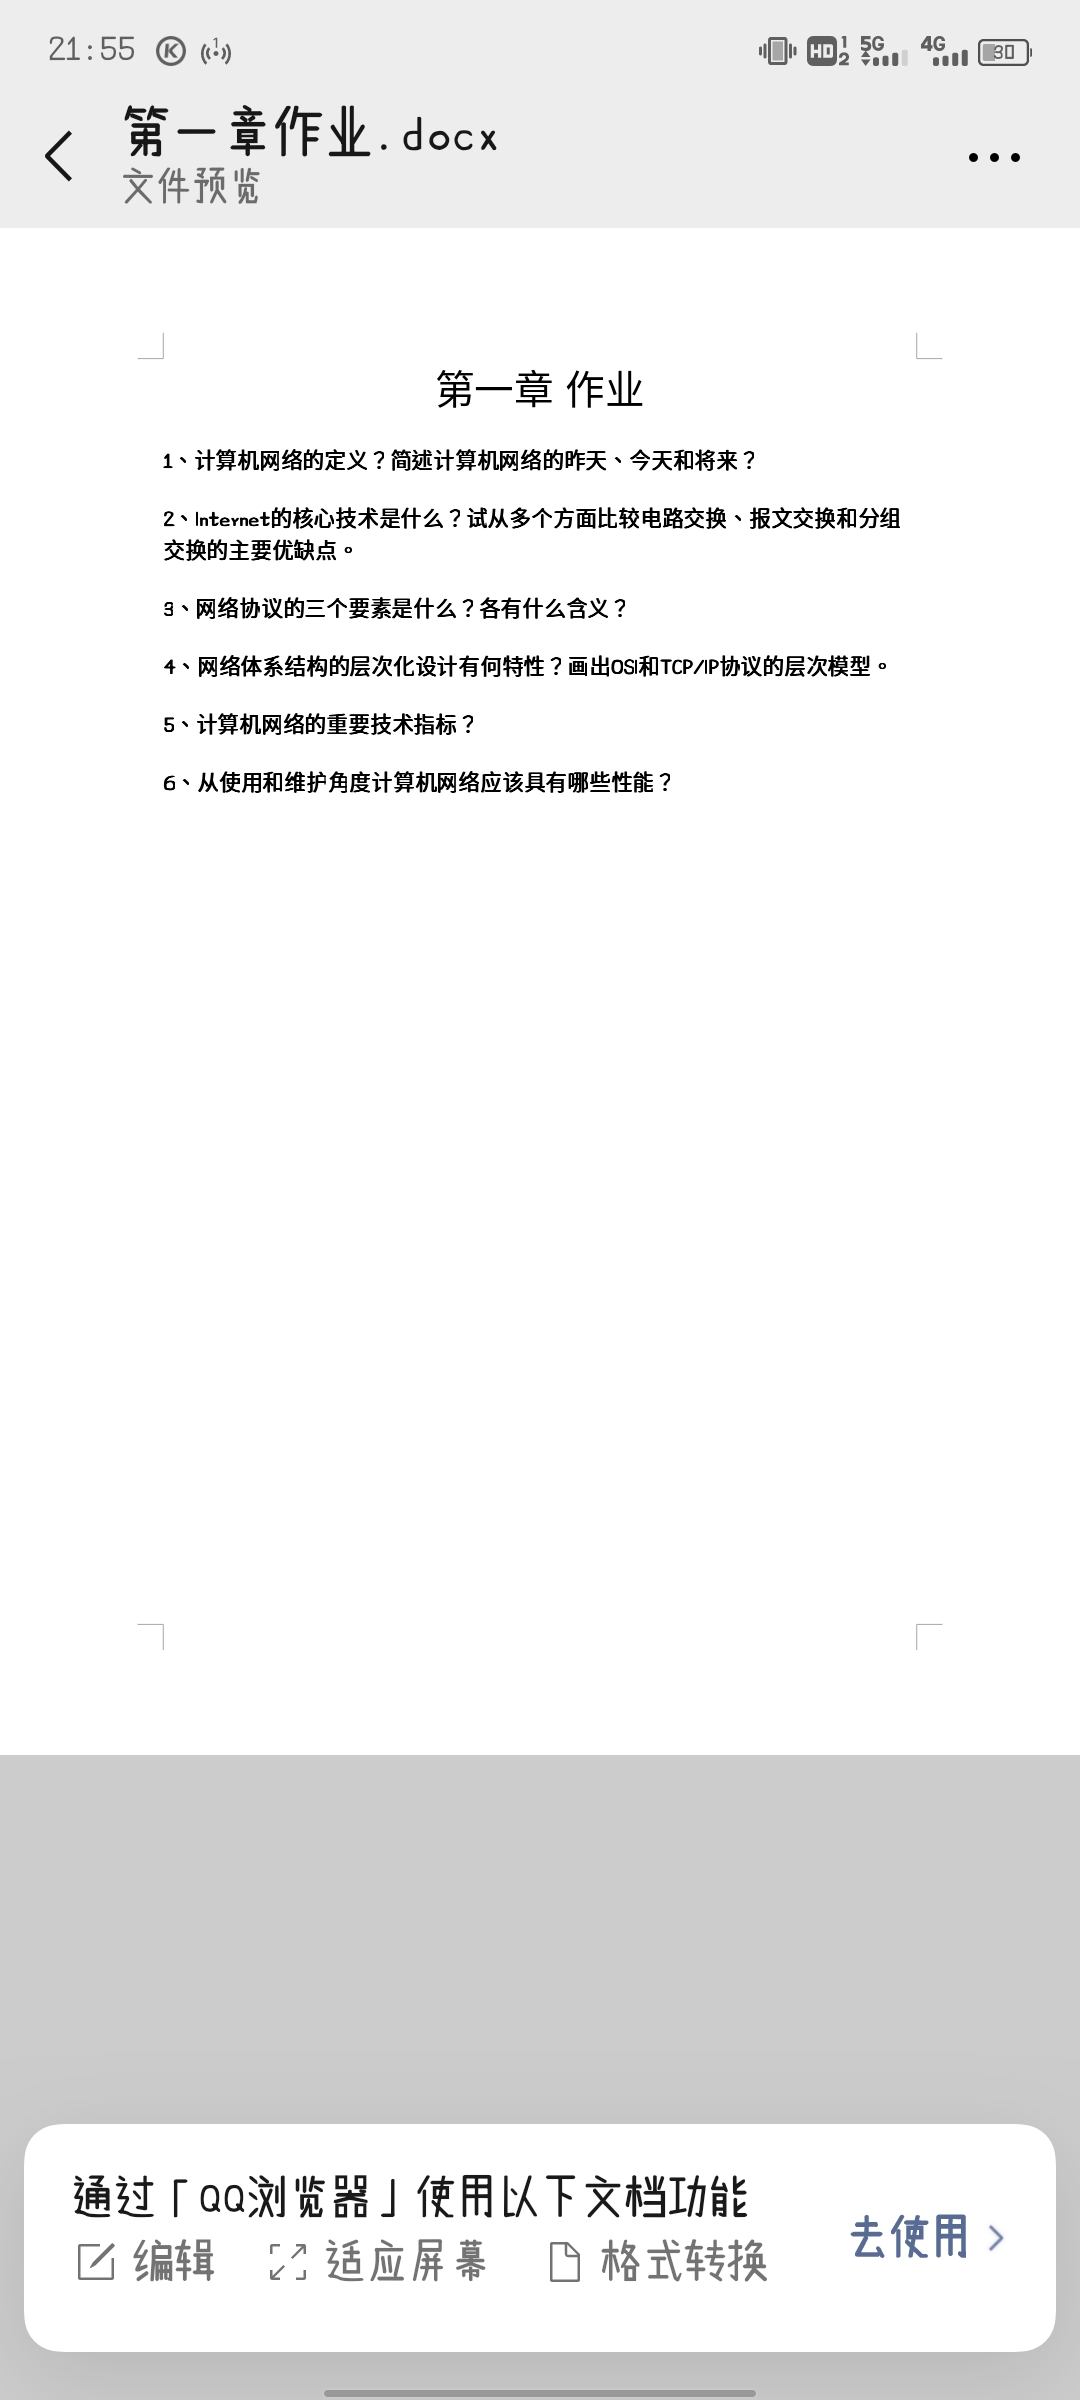 21:55
HD 1 2 5G 4G 30
第一章作业.docx
文件预览
第一章 作业
1、计算机网络的定义？简述计算机网络的昨天、今天和将来？
2、Internet的核心技术是什么？试从多个方面比较电路交换、报文交换和分组
交换的主要优缺点。
3、网络协议的三个要素是什么？各有什么含义？
4、网络体系结构的层次化设计有何特性？画出OSI和TCP/IP协议的层次模型。
5、计算机网络的重要技术指标？
6、从使用和维护角度计算机网络应该具有哪些性能？
通过「QQ浏览器」使用以下文档功能
编辑 适应屏幕 格式转换
去使用